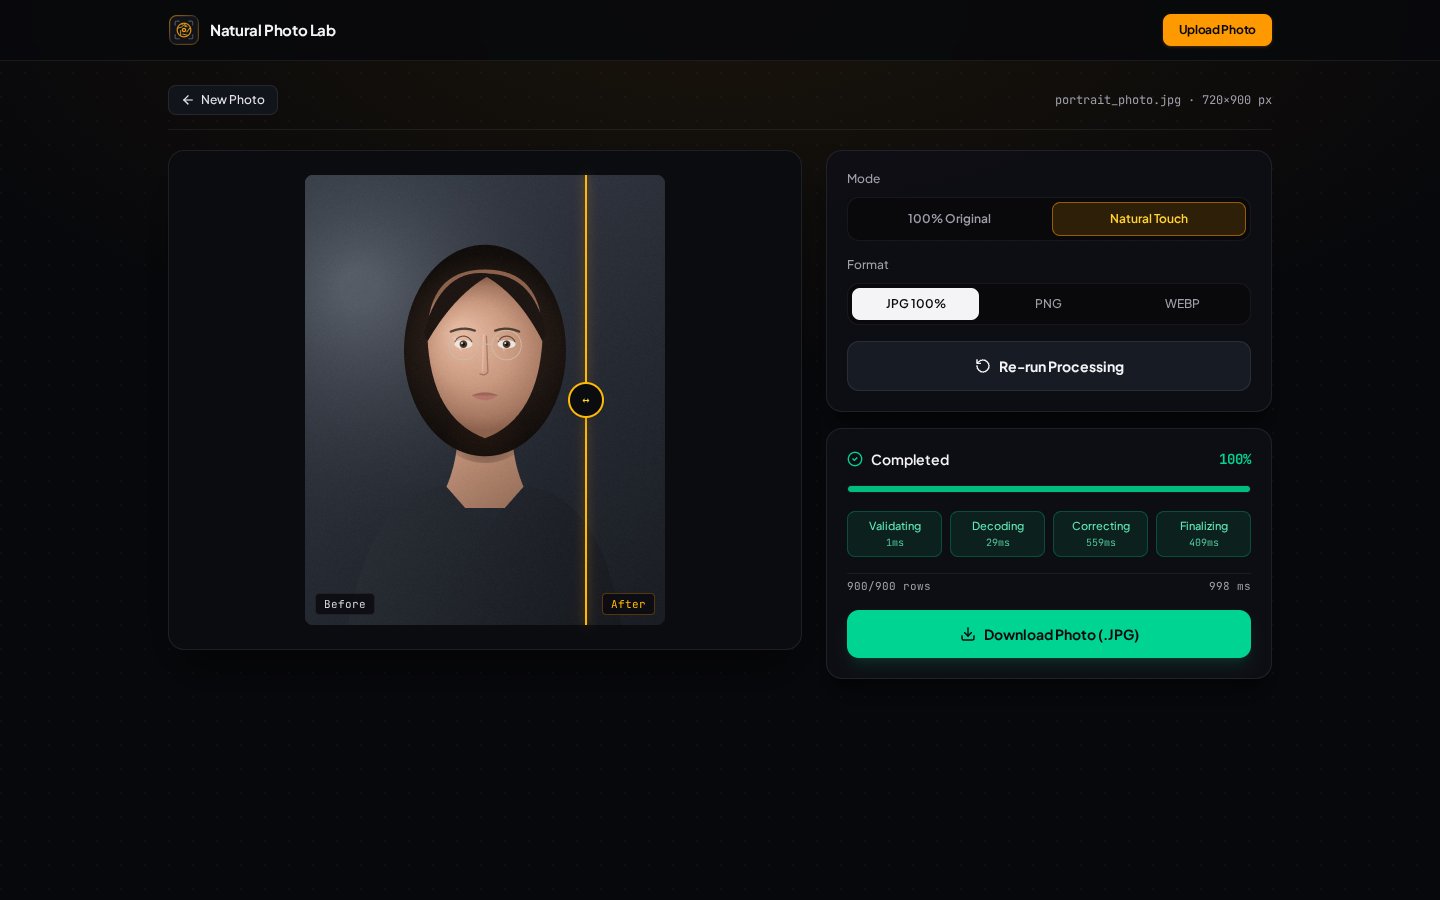 Natural Photo Lab
Upload Photo
New Photo
portrait_photo.jpg · 720×900 px
Before
After
Mode
100% Original
Natural Touch
Format
JPG 100%
PNG
WEBP
Re-run Processing
Completed
100%
Validating
1ms
Decoding
29ms
Correcting
559ms
Finalizing
409ms
900/900 rows
998 ms
Download Photo (.JPG)